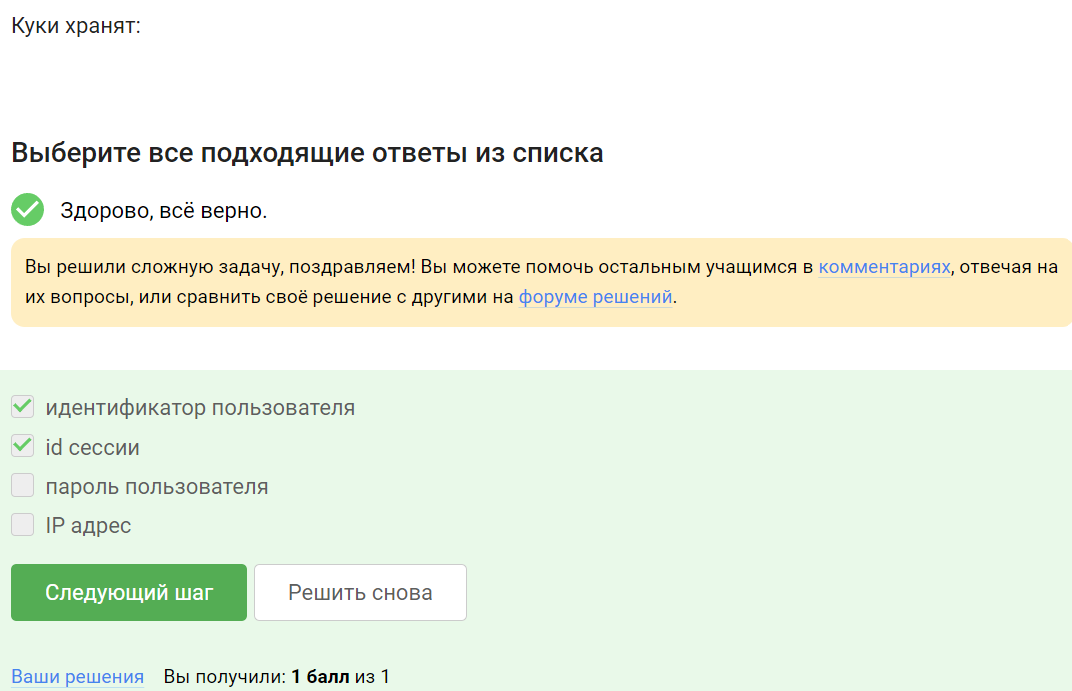 Куки хранят:
Выберите все подходящие ответы из списка
Здорово, всё верно.
Вы решили сложную задачу, поздравляем! Вы можете помочь остальным учащимся в комментариях, отвечая на
их вопросы, или сравнить своё решение с другими на форуме решений.
идентификатор пользователя
id сессии
пароль пользователя
IP адрес
Следующий шаг Решить снова
Ваши решения Вы получили: 1 балл из 1